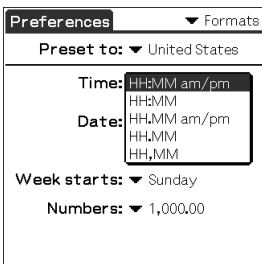 Preferences Formats
Preset to: United States
Time: HH:MM am/pm
HH:MM
Date: HH.MM am/pm
HH.MM
HH,MM
Week starts: Sunday
Numbers: 1,000.00